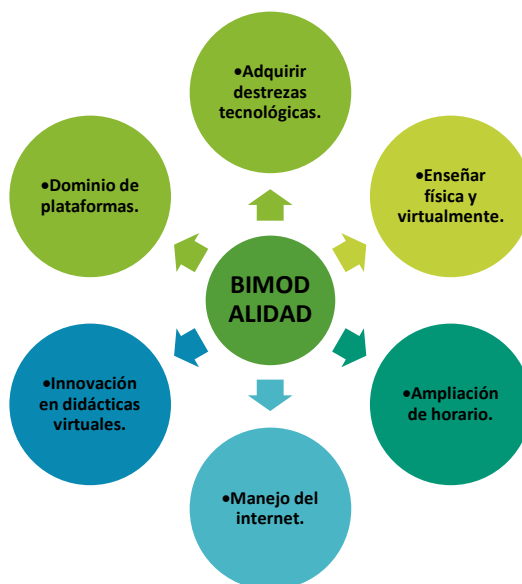 •Adquirir
destrezas
tecnológicas.
•Dominio de
plataformas.
•Enseñar
física y
virtualmente.
BIMOD
ALIDAD
•Innovación
en didácticas
virtuales.
•Ampliación
de horario.
•Manejo del
internet.